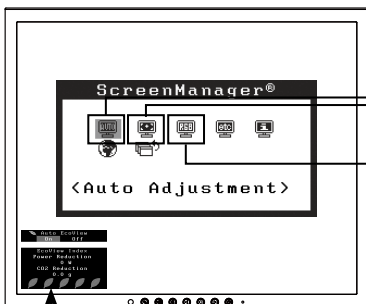 ScreenManager®
<Auto Adjustment>
Auto EcoView
On Off
EcoView Index
Power Reduction
0 W
CO2 Reduction
0.0 g